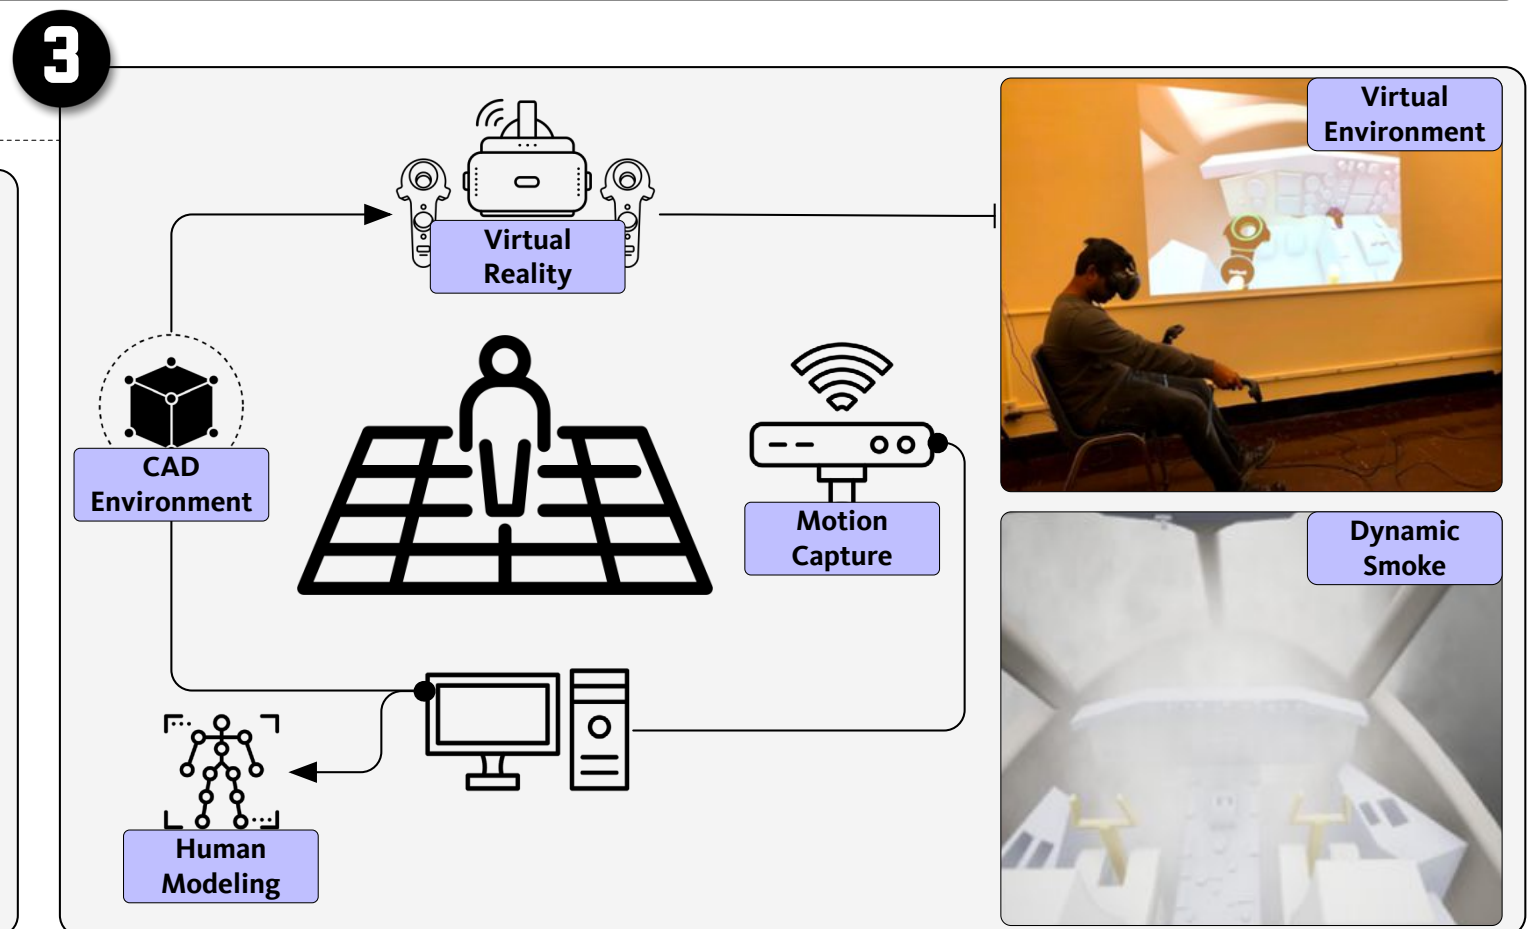 3
Virtual
Environment
Virtual
Reality
CAD
Environment
Motion
Capture
Dynamic
Smoke
Human
Modeling